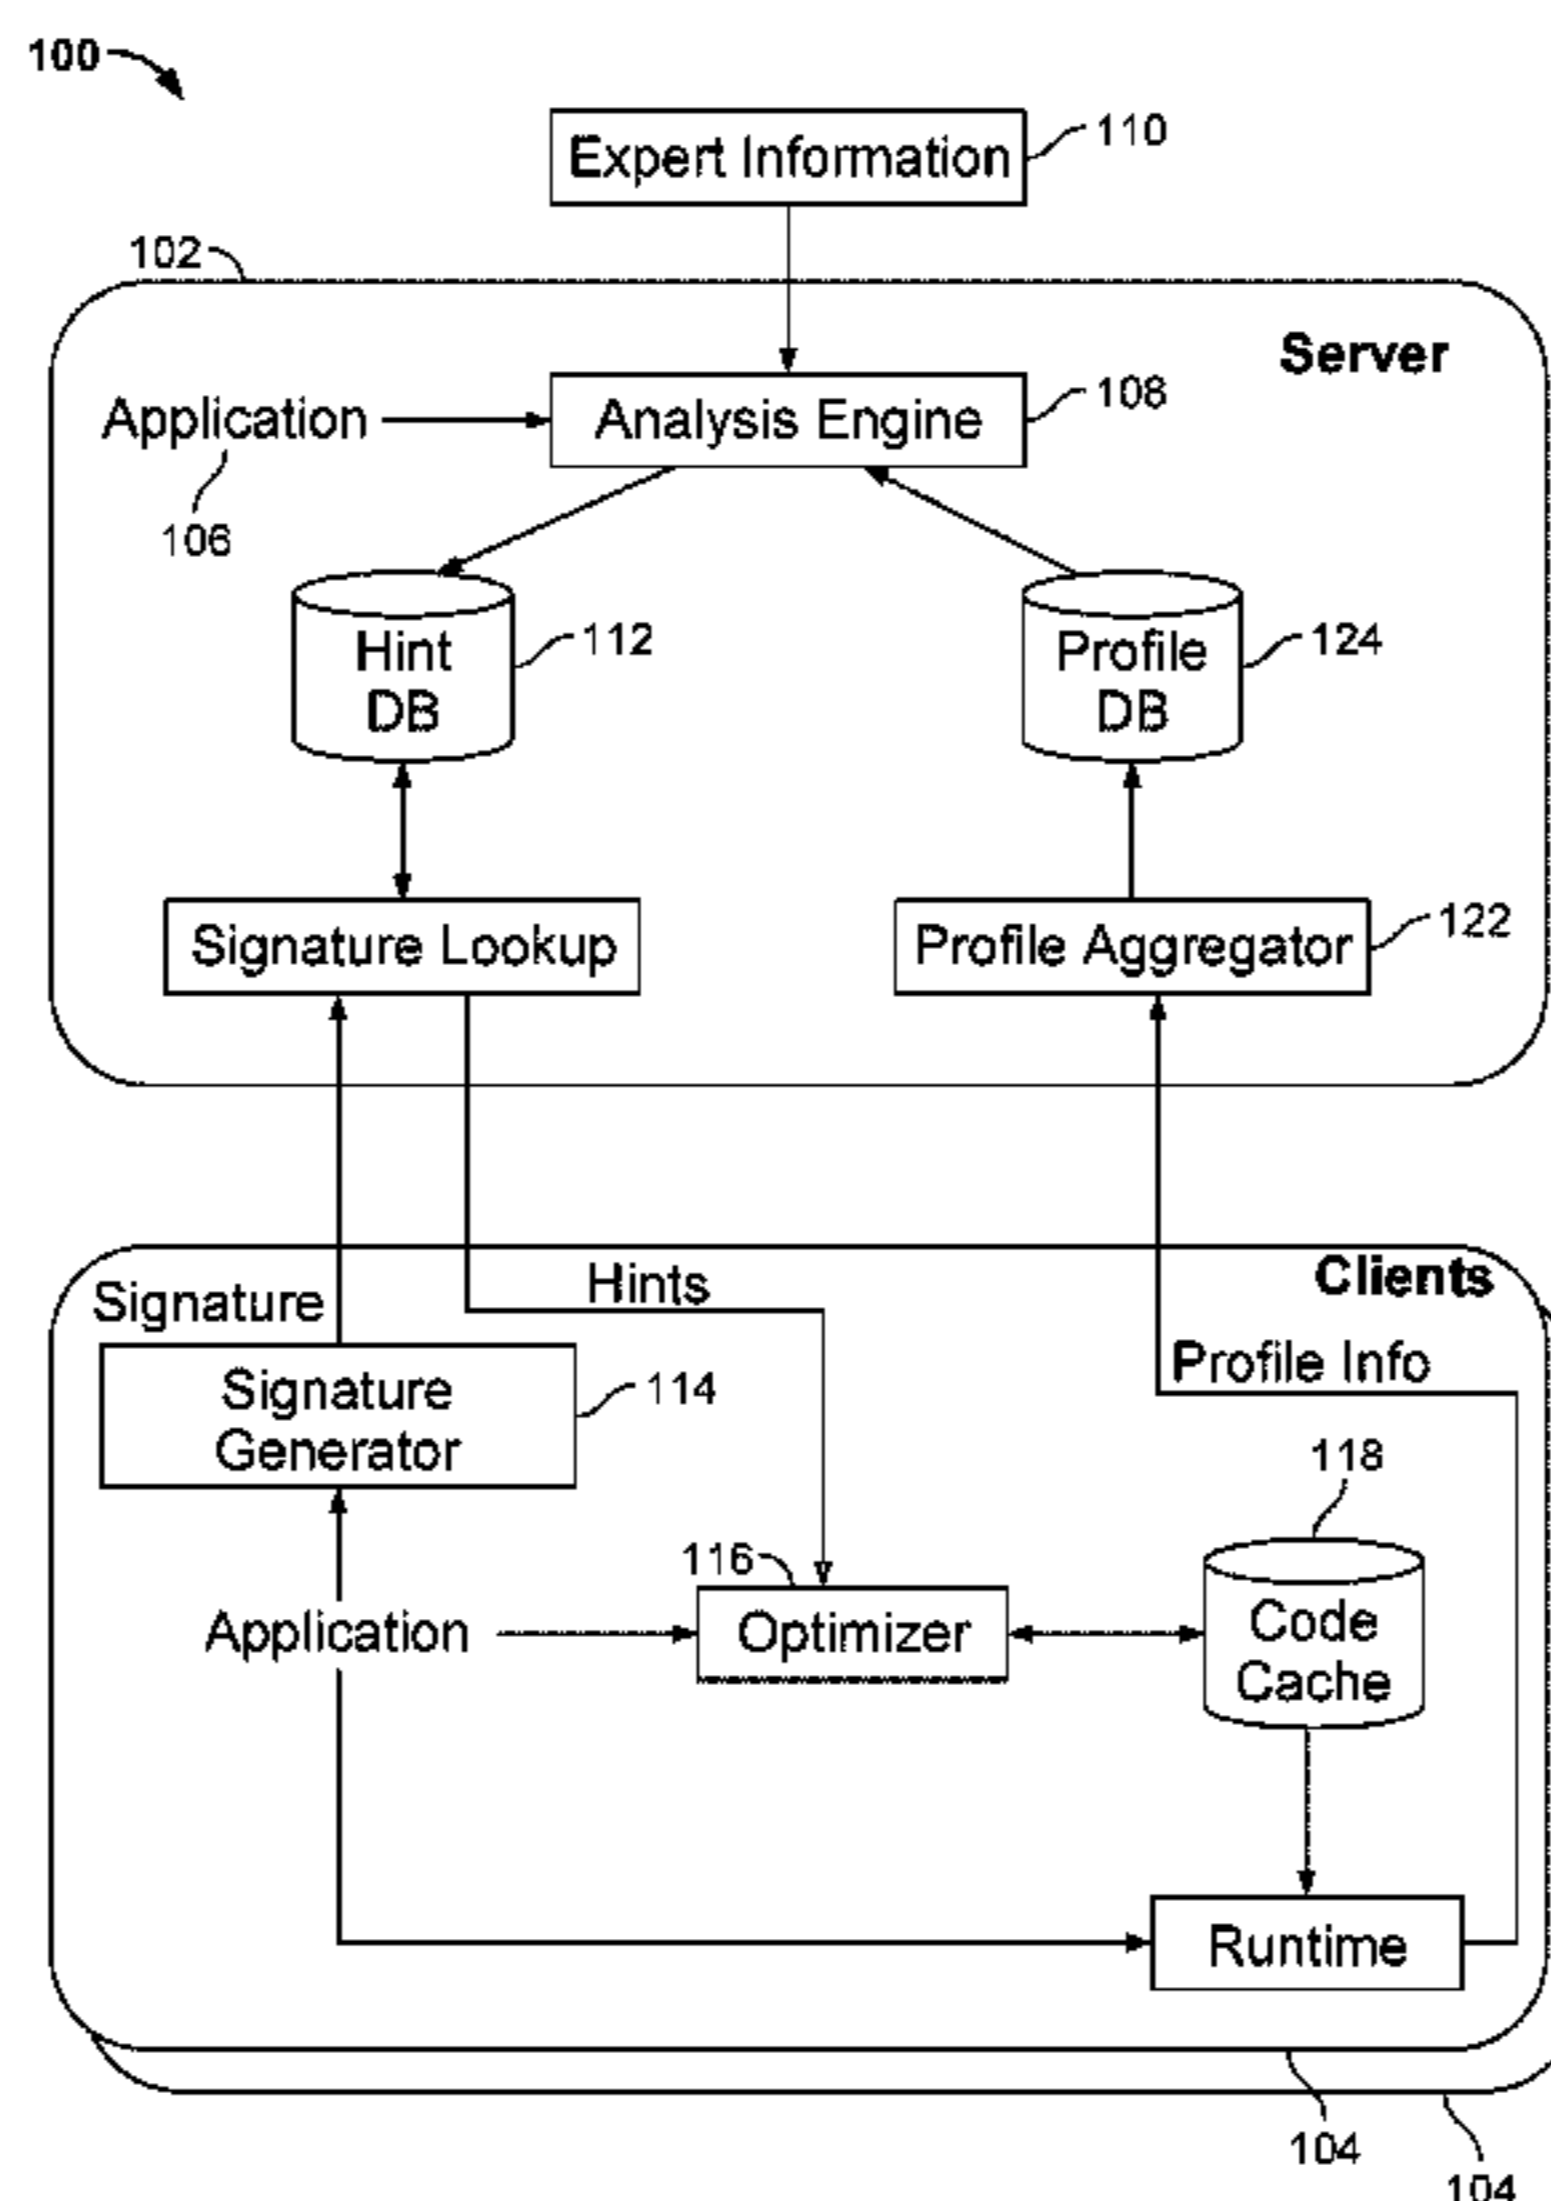 100
Expert Information
110
102
Server
Application
106
Analysis Engine
108
Hint
DB
112
Profile
DB
124
Signature Lookup
Profile Aggregator
122
Clients
Signature
Hints
Profile Info
Signature
Generator
114
118
116
Application
Optimizer
Code
Cache
Runtime
104
104